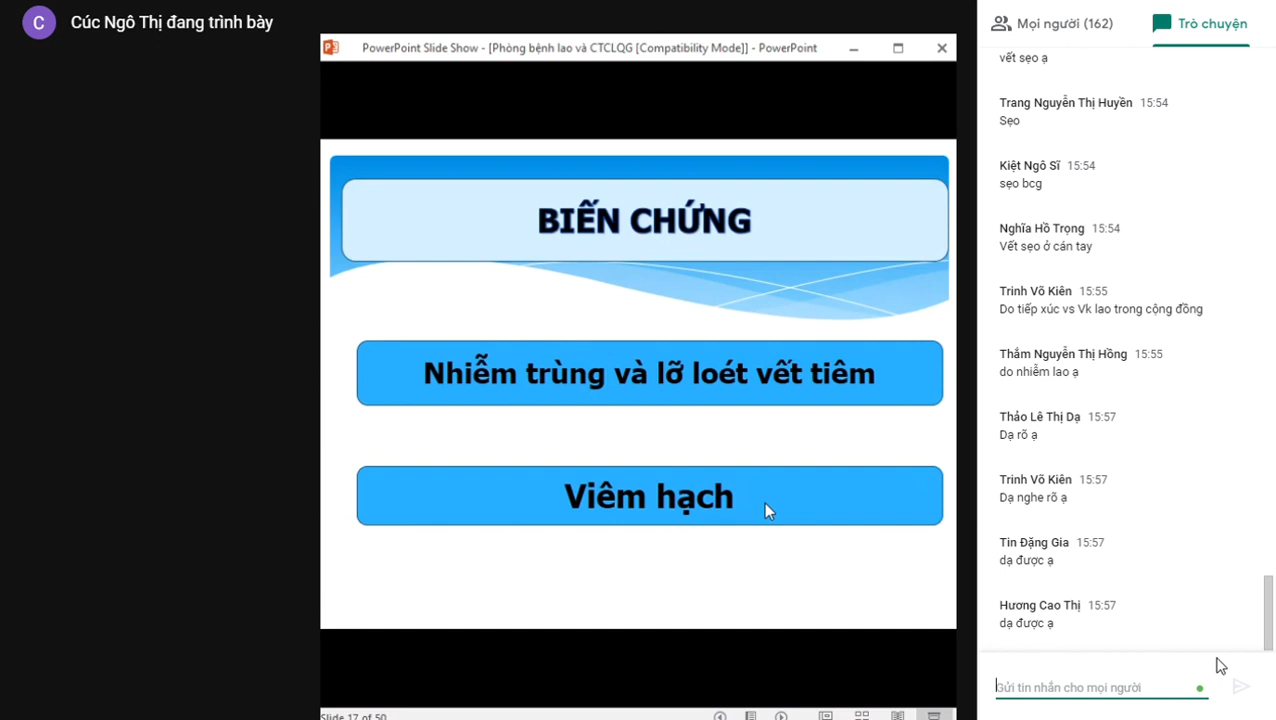 C
Cúc Ngô Thị đang trình bày
PowerPoint Slide Show - [Phòng bệnh lao và CTCLQG [Compatibility Mode]] - PowerPoint
BIẾN CHỨNG
Nhiễm trùng và lỡ loét vết tiêm
Viêm hạch
Slide 17 of 50
Mọi người (162)
Trò chuyện
vết sẹo ạ
Trang Nguyễn Thị Huyền 15:54
Sẹo
Kiệt Ngô Sĩ 15:54
sẹo bcg
Nghĩa Hồ Trọng 15:54
Vết sẹo ở cán tay
Trinh Võ Kiên 15:55
Do tiếp xúc vs Vk lao trong cộng đồng
Thắm Nguyễn Thị Hồng 15:55
do nhiễm lao ạ
Thảo Lê Thị Dạ 15:57
Dạ rõ ạ
Trinh Võ Kiên 15:57
Dạ nghe rõ ạ
Tin Đặng Gia 15:57
dạ được ạ
Hương Cao Thị 15:57
dạ được ạ
Gửi tin nhắn cho mọi người